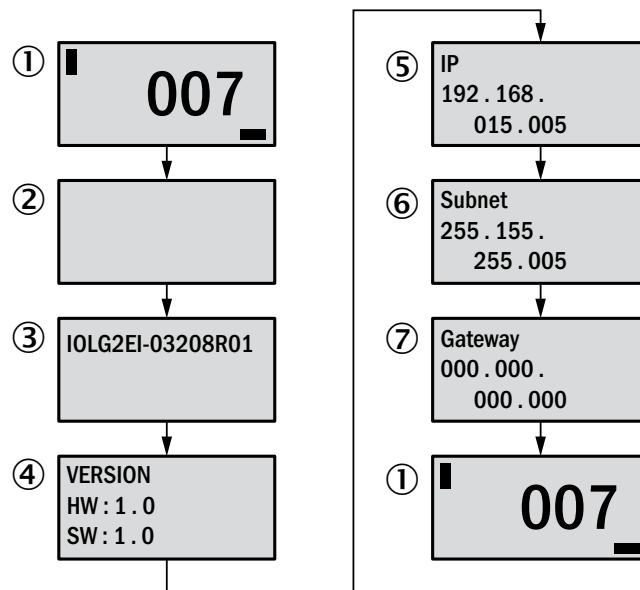 ①
007
②
③
IOLG2EI-03208R01
④
VERSION
HW : 1 . 0
SW : 1 . 0
⑤
IP
192 . 168 .
015 . 005
⑥
Subnet
255 . 155 .
255 . 005
⑦
Gateway
000 . 000 .
000 . 000
①
007